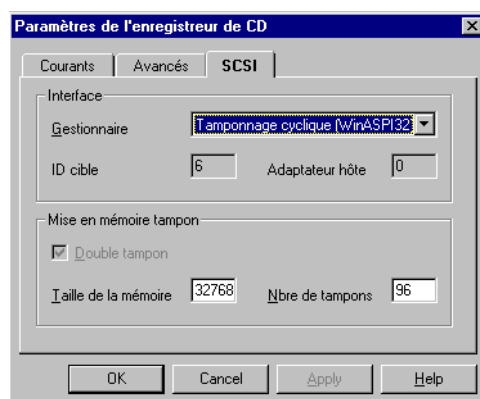 Paramètres de l'enregistreur de CD
Courants Avancés SCSI
Interface
Gestionnaire Tamponnage cyclique (WinASPI32)
ID cible 6 Adaptateur hôte 0
Mise en mémoire tampon
Double tampon
Taille de la mémoire 32768 Nbre de tampons 96
OK Cancel Apply Help